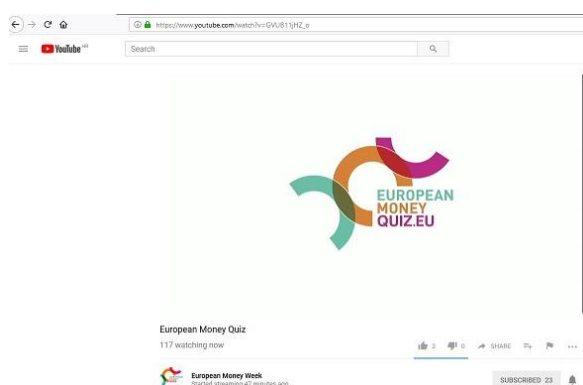 https://www.youtube.com/watch?v=GVU811jHZ_o
YouTube
Search
EUROPEAN
MONEY
QUIZ.EU
European Money Quiz
117 watching now
2
0
SHARE
European Money Week
Started streaming 47 minutes ago
SUBSCRIBED 23